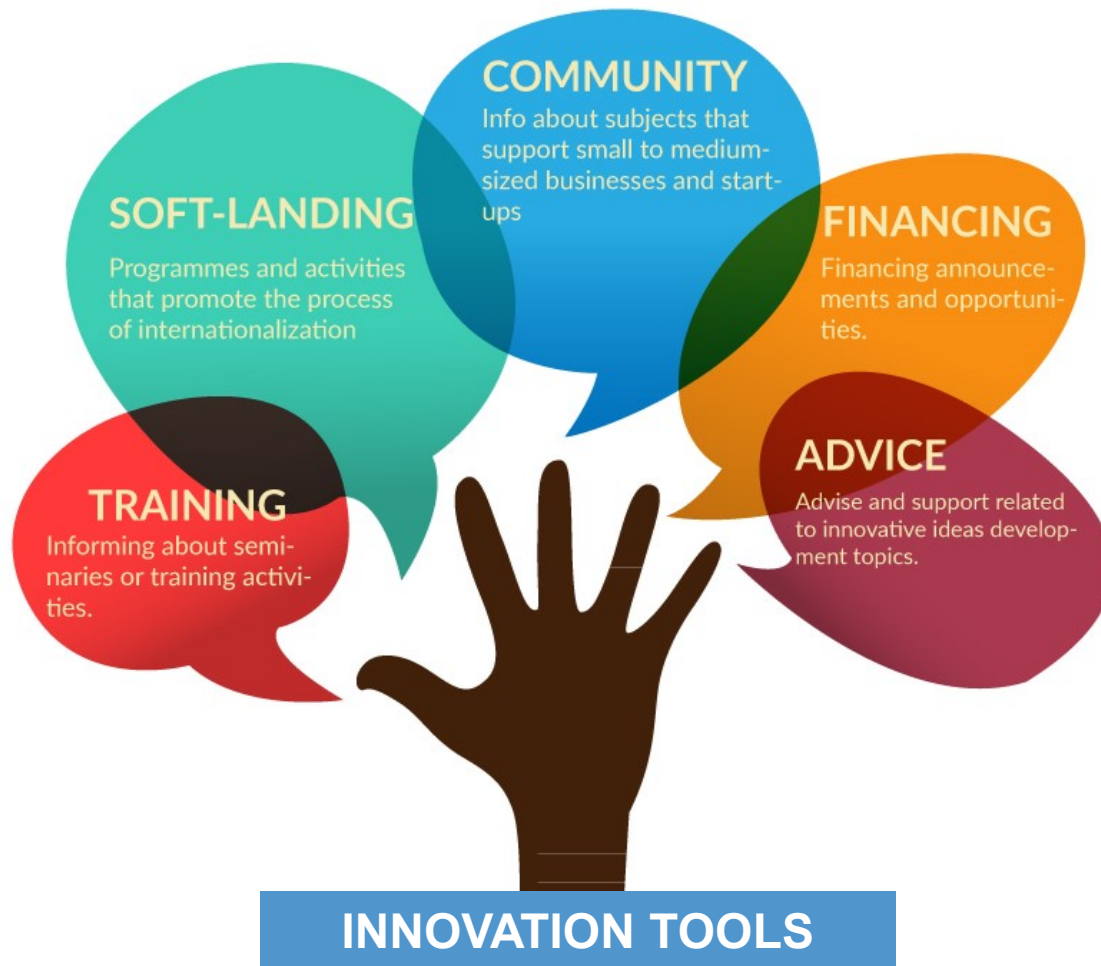 COMMUNITY
Info about subjects that
support small to medium-
sized businesses and start-
ups
SOFT-LANDING
Programmes and activities
that promote the process
of internationalization
FINANCING
Financing announce-
ments and opportuni-
ties.
TRAINING
Informing about semi-
naries or training activi-
ties.
ADVICE
Advise and support related
to innovative ideas develop-
ment topics.
INNOVATION TOOLS